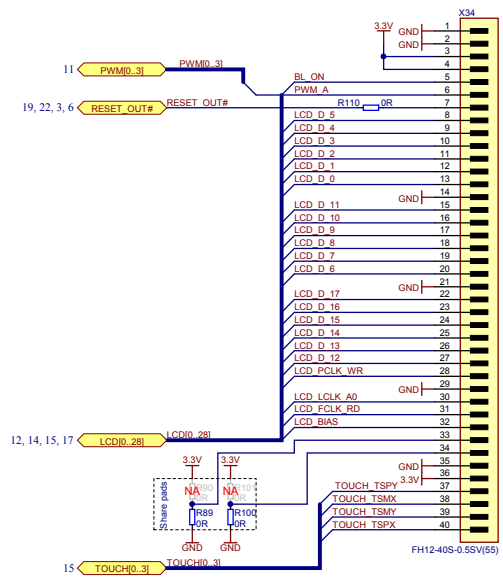 X34
3.3V
GND 1
GND 2
3
4
11 PWM[0..3] PWM[0..3]
BL_ON 5
PWM_A 6
19, 22, 3, 6 RESET_OUT# RESET_OUT# R110 0R 7
LCD_D_5 8
LCD_D_4 9
LCD_D_3 10
LCD_D_2 11
LCD_D_1 12
LCD_D_0 13
GND 14
LCD_D_11 15
LCD_D_10 16
LCD_D_9 17
LCD_D_8 18
LCD_D_7 19
LCD_D_6 20
GND 21
LCD_D_17 22
LCD_D_16 23
LCD_D_15 24
LCD_D_14 25
LCD_D_13 26
LCD_D_12 27
LCD_PCLK_WR 28
GND 29
LCD_LCLK_A0 30
LCD_FCLK_RD 31
LCD_BIAS 32
12, 14, 15, 17 LCD[0..28] LCD[0..28]
33
34
3.3V 3.3V
GND 35
3.3V 36
Share pads
R90 NA 0R
R101 NA 0R
R89 0R
R100 0R
GND GND
TOUCH_TSPY 37
TOUCH_TSMX 38
TOUCH_TSMY 39
TOUCH_TSPX 40
FH12-40S-0.5SV(55)
15 TOUCH[0..3] TOUCH[0..3]